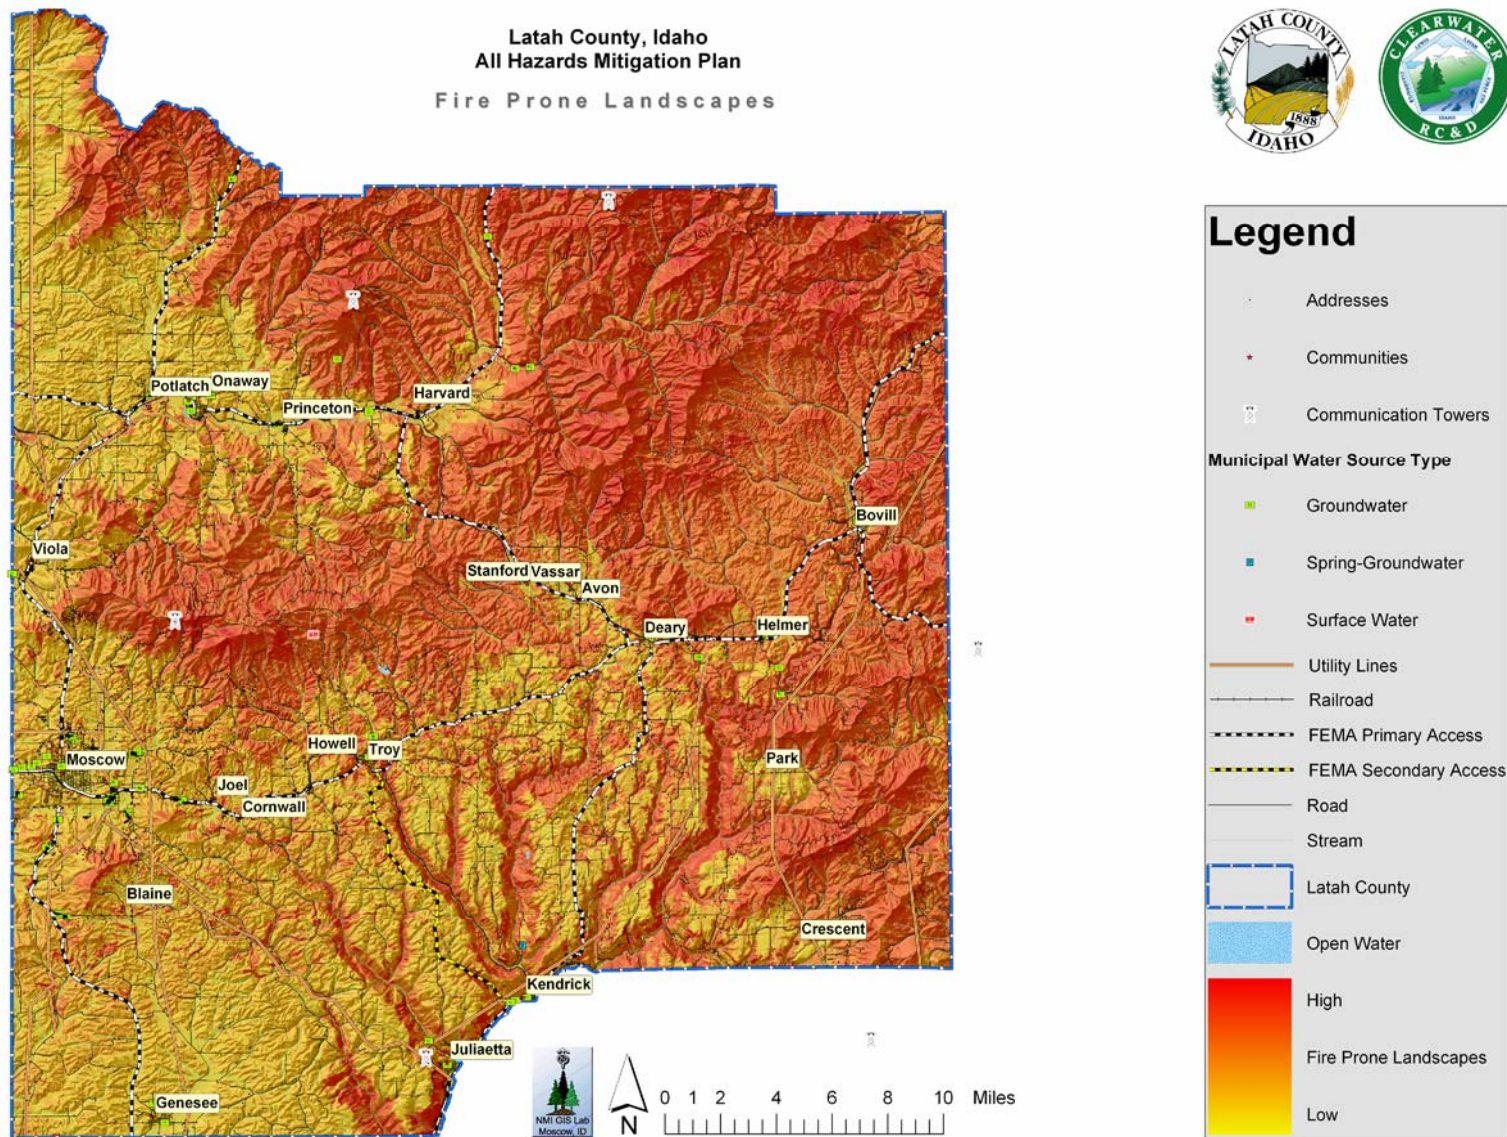 Latah County, Idaho
All Hazards Mitigation Plan
Fire Prone Landscapes
LATAH COUNTY
1888
IDAHO
CLEARWATER
IDAHO
RC&D
Potlatch
Onaway
Princeton
Harvard
Bovill
Viola
Stanford
Vassar
Avon
Deary
Helmer
Howell
Troy
Moscow
Park
Joel
Cornwall
Blaine
Crescent
Kendrick
Juliaetta
Genesee
NMI GIS Lab
Moscow, ID
N
0 1 2 4 6 8 10 Miles
Legend
Addresses
Communities
Communication Towers
Municipal Water Source Type
Groundwater
Spring-Groundwater
Surface Water
Utility Lines
Railroad
FEMA Primary Access
FEMA Secondary Access
Road
Stream
Latah County
Open Water
High
Fire Prone Landscapes
Low